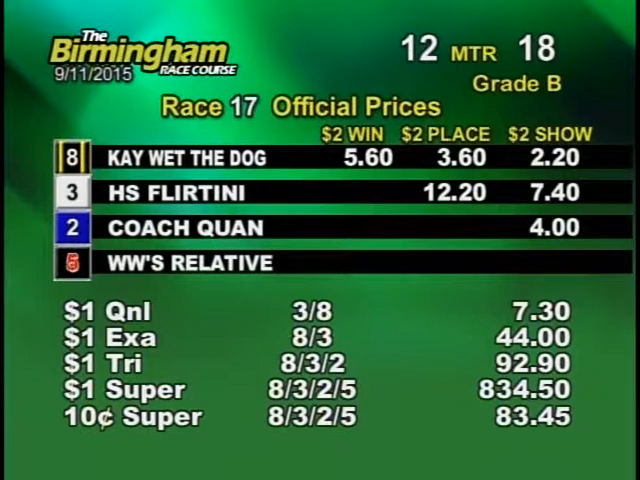 The
Birmingham
RACE COURSE
9/11/2015
12 MTR 18
Grade B
Race 17 Official Prices
$2 WIN $2 PLACE $2 SHOW
8 KAY WET THE DOG 5.60 3.60 2.20
3 HS FLIRTINI 12.20 7.40
2 COACH QUAN 4.00
5 WW'S RELATIVE
$1 Qnl 3/8 7.30
$1 Exa 8/3 44.00
$1 Tri 8/3/2 92.90
$1 Super 8/3/2/5 834.50
10¢ Super 8/3/2/5 83.45